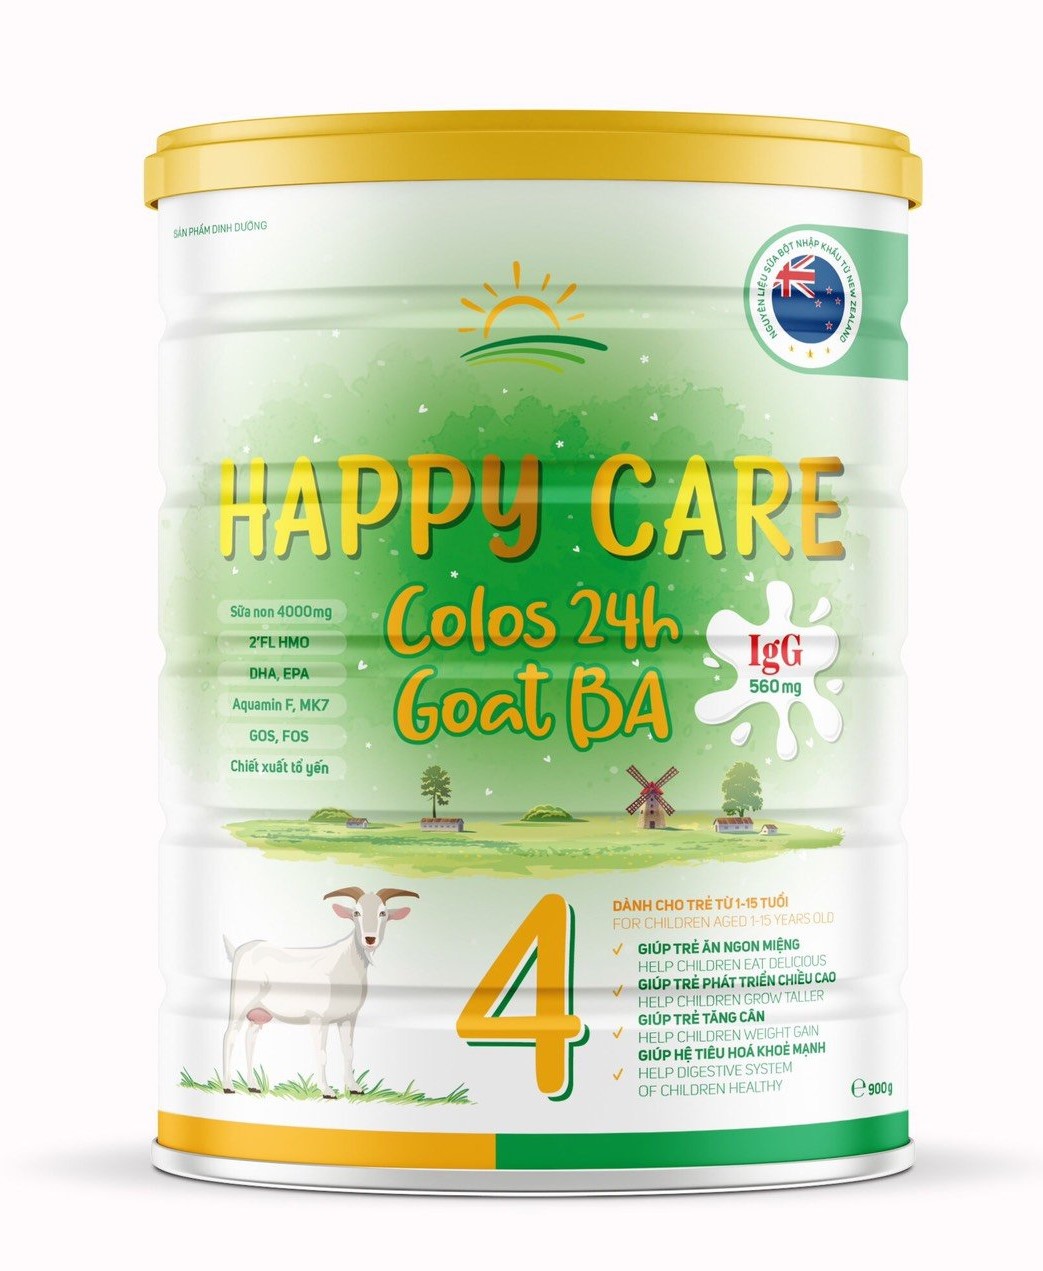 SẢN PHẨM DINH DƯỠNG
NGUYÊN LIỆU SỮA BỘT NHẬP KHẨU TỪ NEW ZEALAND
HAPPY CARE
Colos 24h
Goat BA
Sữa non 4000mg
2'FL HMO
DHA, EPA
Aquamin F, MK7
GOS, FOS
Chiết xuất tổ yến
IgG
560mg
4
DÀNH CHO TRẺ TỪ 1-15 TUỔI
FOR CHILDREN AGED 1-15 YEARS OLD
✓ GIÚP TRẺ ĂN NGON MIỆNG
HELP CHILDREN EAT DELICIOUS
✓ GIÚP TRẺ PHÁT TRIỂN CHIỀU CAO
HELP CHILDREN GROW TALLER
✓ GIÚP TRẺ TĂNG CÂN
HELP CHILDREN WEIGHT GAIN
✓ GIÚP HỆ TIÊU HOÁ KHOẺ MẠNH
HELP DIGESTIVE SYSTEM
OF CHILDREN HEALTHY
℮ 900g